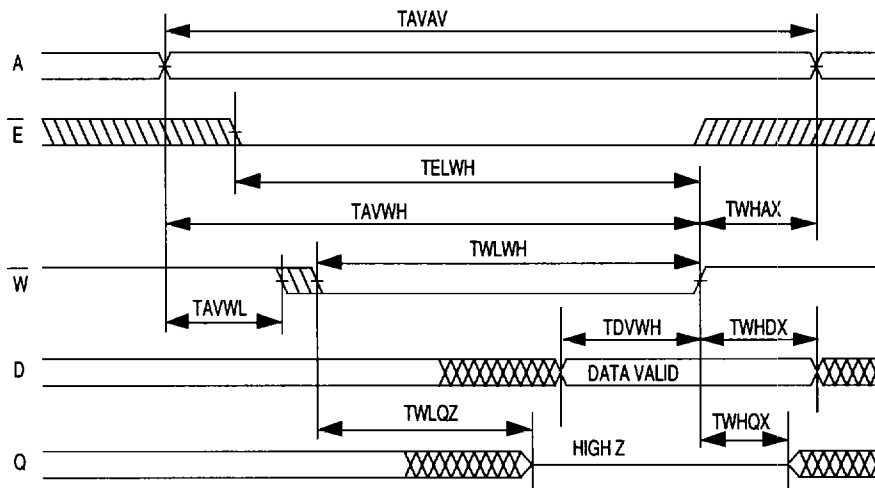 TAVAV
A
E
TELWH
TAVWH
TWHAX
TWLWH
W
TAVWL
TDVWH
TWHDX
D
DATA VALID
TWLQZ
TWHQX
Q
HIGH Z